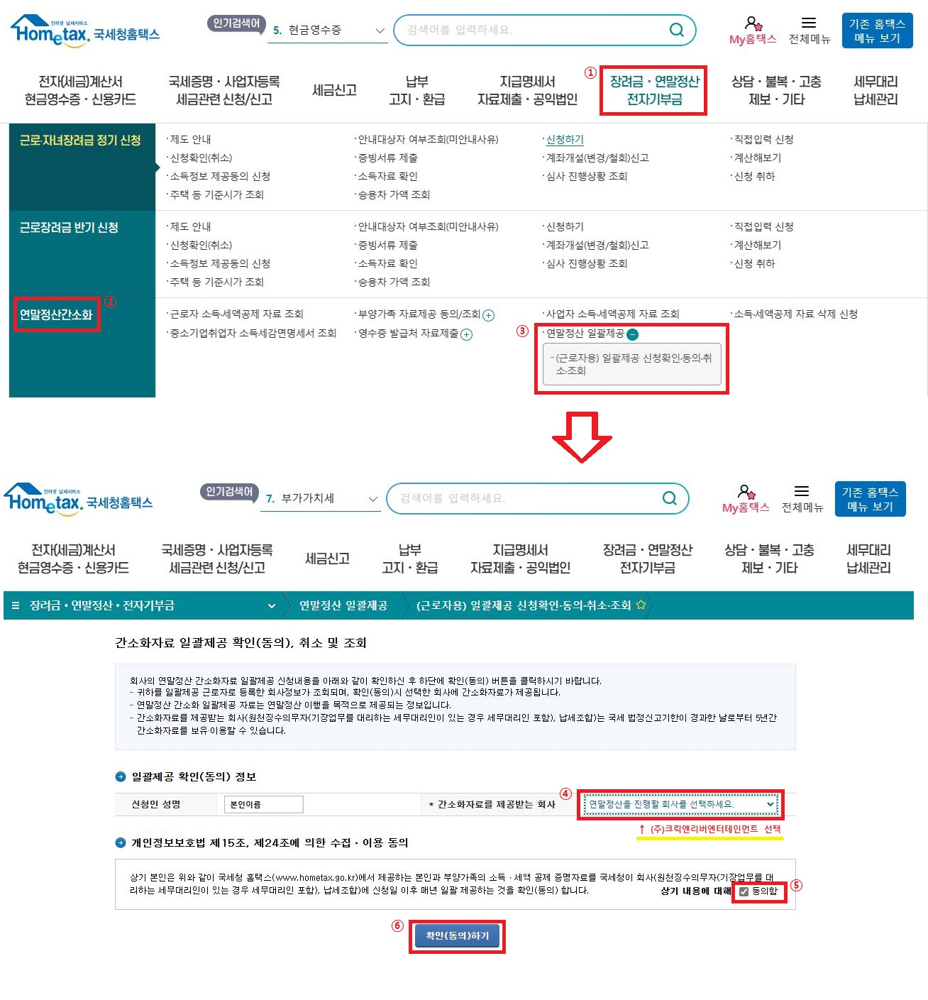 인터넷 납세서비스
Hometax. 국세청홈택스
인기검색어
5. 현금영수증
검색어를 입력하세요.
My홈택스
전체메뉴
기존 홈택스
메뉴 보기
전자(세금)계산서
현금영수증・신용카드
국세증명・사업자등록
세금관련 신청/신고
세금신고
납부
고지・환급
지급명세서
자료제출・공익법인
①
장려금・연말정산
전자기부금
상담・불복・고충
제보・기타
세무대리
납세관리
근로·자녀장려금 정기 신청
·제도 안내
·안내대상자 여부조회(미안내사유)
·신청하기
·직접입력 신청
·신청확인(취소)
·증빙서류 제출
·계좌개설(변경/철회)신고
·계산해보기
·소득정보 제공동의 신청
·소득자료 확인
·심사 진행상황 조회
·신청 취하
·주택 등 기준시가 조회
·승용차 가액 조회
근로장려금 반기 신청
·제도 안내
·안내대상자 여부조회(미안내사유)
·신청하기
·직접입력 신청
·신청확인(취소)
·증빙서류 제출
·계좌개설(변경/철회)신고
·계산해보기
·소득정보 제공동의 신청
·소득자료 확인
·심사 진행상황 조회
·신청 취하
·주택 등 기준시가 조회
·승용차 가액 조회
연말정산간소화
②
·근로자 소득·세액공제 자료 조회
·부양가족 자료제공 동의/조회
·사업자 소득·세액공제 자료 조회
·소득·세액공제 자료 삭제 신청
·중소기업취업자 소득세감면명세서 조회
·영수증 발급처 자료제출
③
·연말정산 일괄제공
-(근로자용) 일괄제공 신청확인·동의·취
소·조회
인터넷 납세서비스
Hometax. 국세청홈택스
인기검색어
7. 부가가치세
검색어를 입력하세요.
My홈택스
전체메뉴
기존 홈택스
메뉴 보기
전자(세금)계산서
현금영수증・신용카드
국세증명・사업자등록
세금관련 신청/신고
세금신고
납부
고지・환급
지급명세서
자료제출・공익법인
장려금・연말정산
전자기부금
상담・불복・고충
제보・기타
세무대리
납세관리
장려금・연말정산・전자기부금
연말정산 일괄제공
(근로자용) 일괄제공 신청확인·동의·취소·조회
간소화자료 일괄제공 확인(동의), 취소 및 조회
회사의 연말정산 간소화자료 일괄제공 신청내용을 아래와 같이 확인하신 후 하단에 확인(동의) 버튼을 클릭하시기 바랍니다.
- 귀하를 일괄제공 근로자로 등록한 회사정보가 조회되며, 확인(동의)시 선택한 회사에 간소화자료가 제공됩니다.
- 연말정산 간소화 일괄제공 자료는 연말정산 이행을 목적으로 제공되는 정보입니다.
- 간소화자료를 제공받는 회사(원천징수의무자(기장업무를 대리하는 세무대리인이 있는 경우 세무대리인 포함), 납세조합)는 국세 법정신고기한이 경과한 날로부터 5년간
간소화자료를 보유·이용할 수 있습니다.
일괄제공 확인(동의) 정보
신청인 성명
본인이름
* 간소화자료를 제공받는 회사
④
연말정산을 진행할 회사를 선택하세요.
↑ (주)크릭앤리버엔터테인먼트 선택
개인정보보호법 제15조, 제24조에 의한 수집・이용 동의
상기 본인은 위와 같이 국세청 홈택스(www.hometax.go.kr)에서 제공하는 본인과 부양가족의 소득・세액 공제 증명자료를 국세청이 회사(원천징수의무자(기장업무를 대
리하는 세무대리인이 있는 경우 세무대리인 포함), 납세조합)에 신청일 이후 매년 일괄 제공하는 것을 확인(동의) 합니다.
상기 내용에 대해
동의함
⑤
⑥
확인(동의)하기